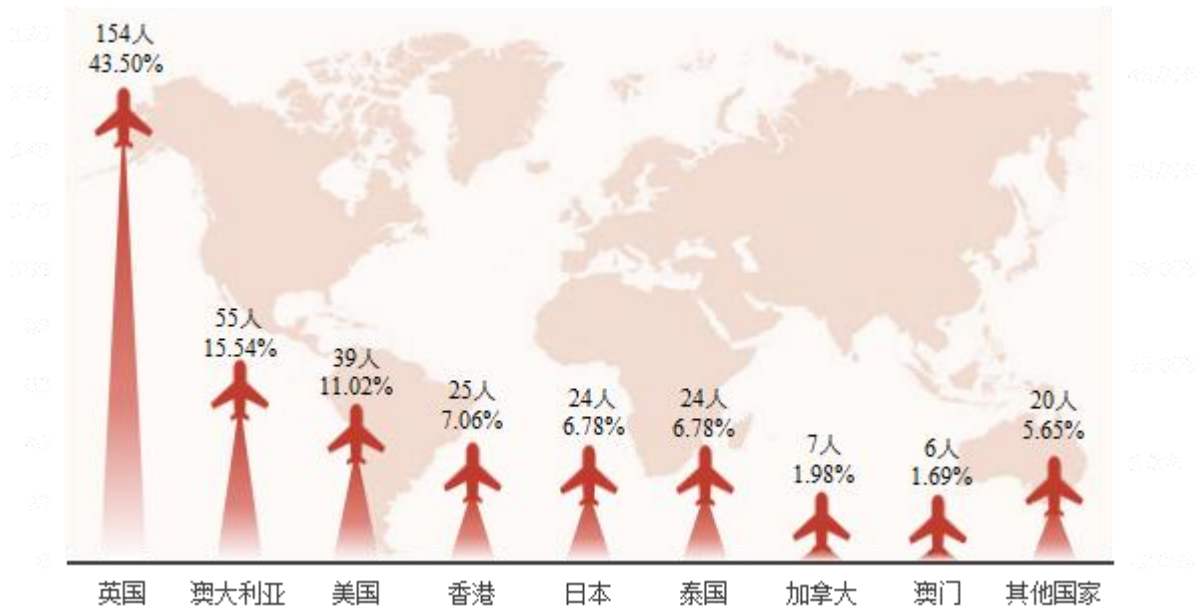 154人
43.50%
55人
15.54%
39人
11.02%
25人
7.06%
24人
6.78%
24人
6.78%
7人
1.98%
6人
1.69%
20人
5.65%
英国
澳大利亚
美国
香港
日本
泰国
加拿大
澳门
其他国家